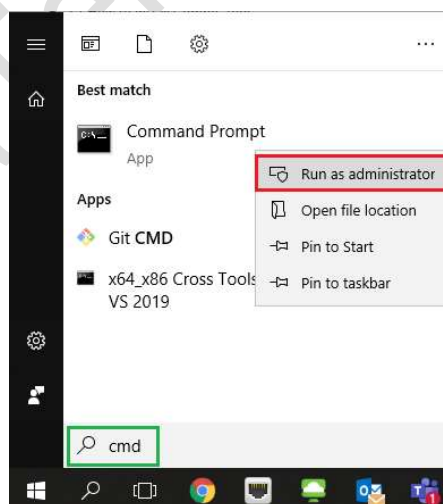 Best match
Command Prompt
App
Run as administrator
Apps
Open file location
Git CMD
Pin to Start
x64_x86 Cross Tools
VS 2019
Pin to taskbar
cmd